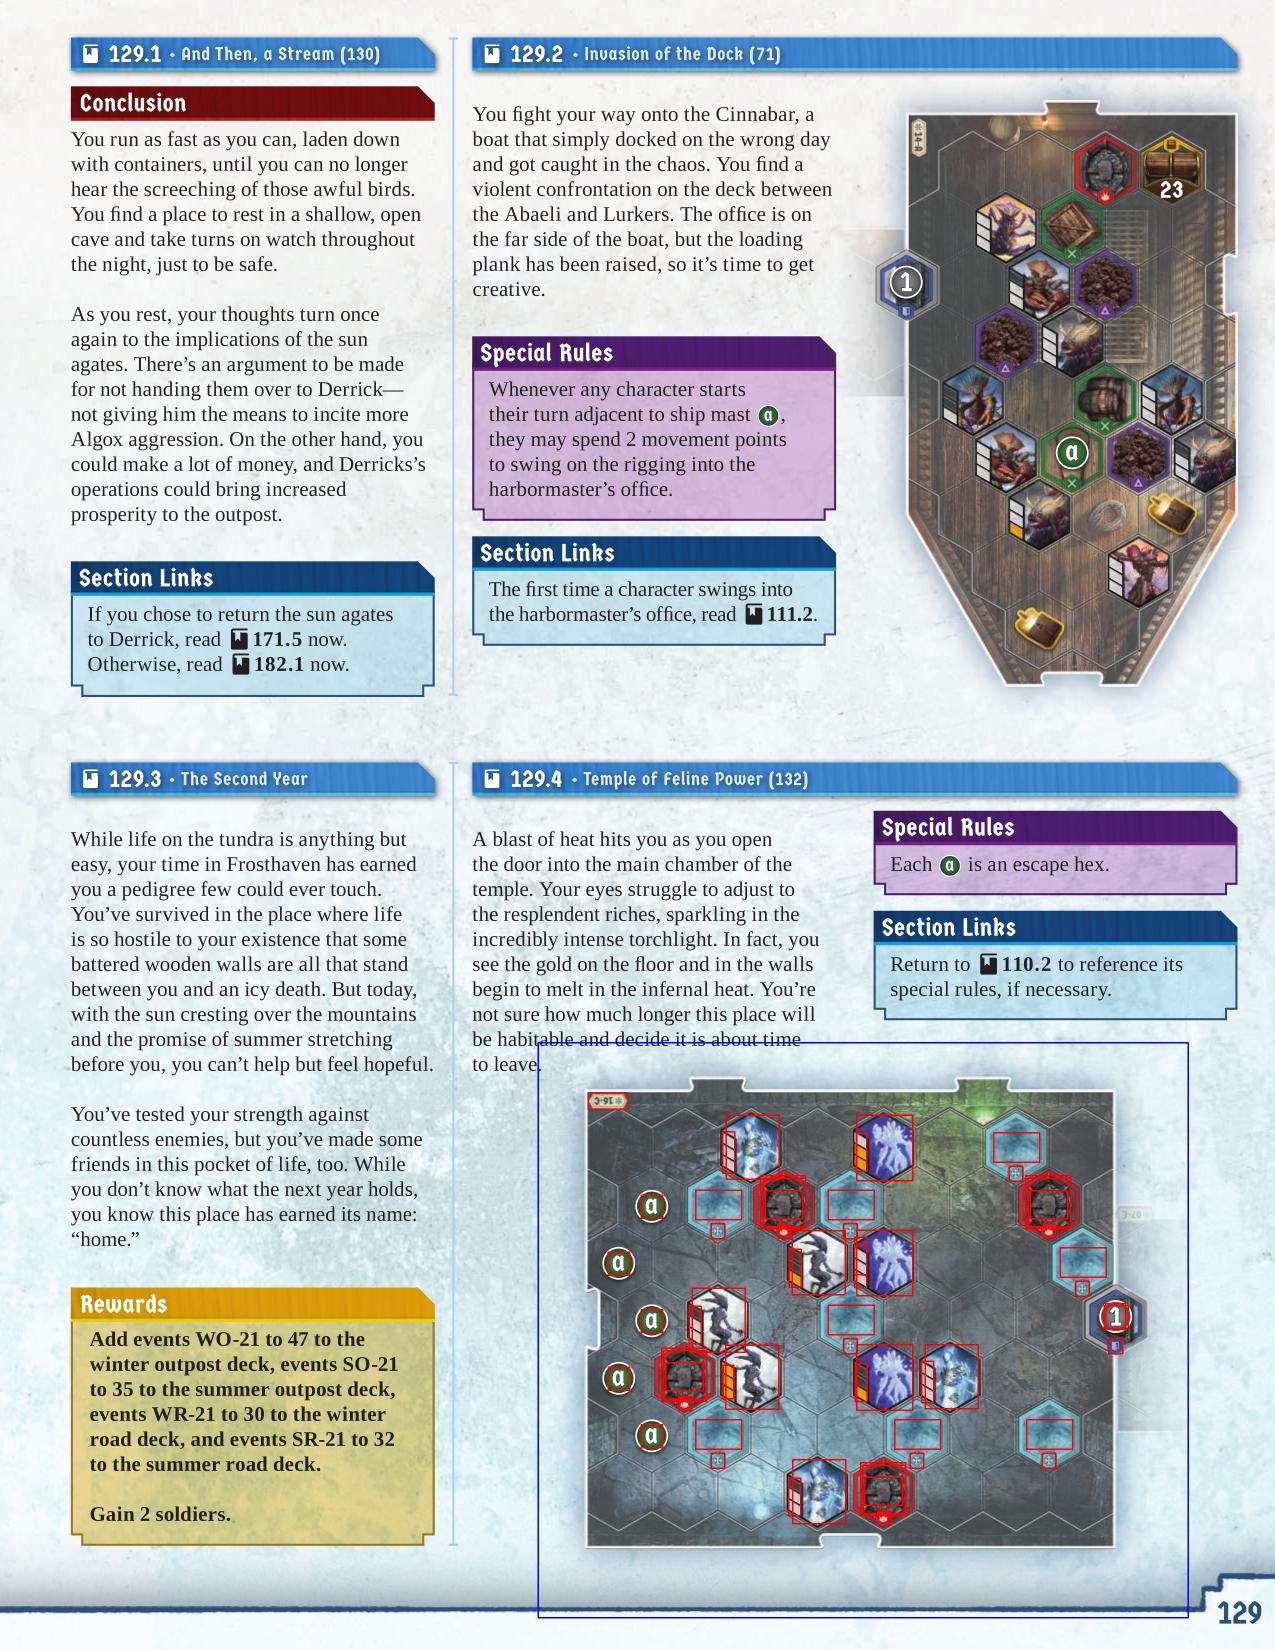 129.1 • And Then, a Stream (130)
Conclusion
You run as fast as you can, laden down
with containers, until you can no longer
hear the screeching of those awful birds.
You find a place to rest in a shallow, open
cave and take turns on watch throughout
the night, just to be safe.
As you rest, your thoughts turn once
again to the implications of the sun
agates. There’s an argument to be made
for not handing them over to Derrick—
not giving him the means to incite more
Algox aggression. On the other hand, you
could make a lot of money, and Derricks’s
operations could bring increased
prosperity to the outpost.
Section Links
If you chose to return the sun agates
to Derrick, read 171.5 now.
Otherwise, read 182.1 now.
129.2 • Invasion of the Dock (71)
You fight your way onto the Cinnabar, a
boat that simply docked on the wrong day
and got caught in the chaos. You find a
violent confrontation on the deck between
the Abaeli and Lurkers. The office is on
the far side of the boat, but the loading
plank has been raised, so it’s time to get
creative.
Special Rules
Whenever any character starts
their turn adjacent to ship mast a,
they may spend 2 movement points
to swing on the rigging into the
harbormaster’s office.
Section Links
The first time a character swings into
the harbormaster’s office, read 111.2.
14-A
23
1
a
129.3 • The Second Year
While life on the tundra is anything but
easy, your time in Frosthaven has earned
you a pedigree few could ever touch.
You’ve survived in the place where life
is so hostile to your existence that some
battered wooden walls are all that stand
between you and an icy death. But today,
with the sun cresting over the mountains
and the promise of summer stretching
before you, you can’t help but feel hopeful.
You’ve tested your strength against
countless enemies, but you’ve made some
friends in this pocket of life, too. While
you don’t know what the next year holds,
you know this place has earned its name:
“home.”
Rewards
Add events WO-21 to 47 to the
winter outpost deck, events SO-21
to 35 to the summer outpost deck,
events WR-21 to 30 to the winter
road deck, and events SR-21 to 32
to the summer road deck.
Gain 2 soldiers.
129.4 • Temple of Feline Power (132)
A blast of heat hits you as you open
the door into the main chamber of the
temple. Your eyes struggle to adjust to
the resplendent riches, sparkling in the
incredibly intense torchlight. In fact, you
see the gold on the floor and in the walls
begin to melt in the infernal heat. You’re
not sure how much longer this place will
be habitable and decide it is about time
to leave.
Special Rules
Each a is an escape hex.
Section Links
Return to 110.2 to reference its
special rules, if necessary.
16-C
07-E
a
a
a
1
a
a
129